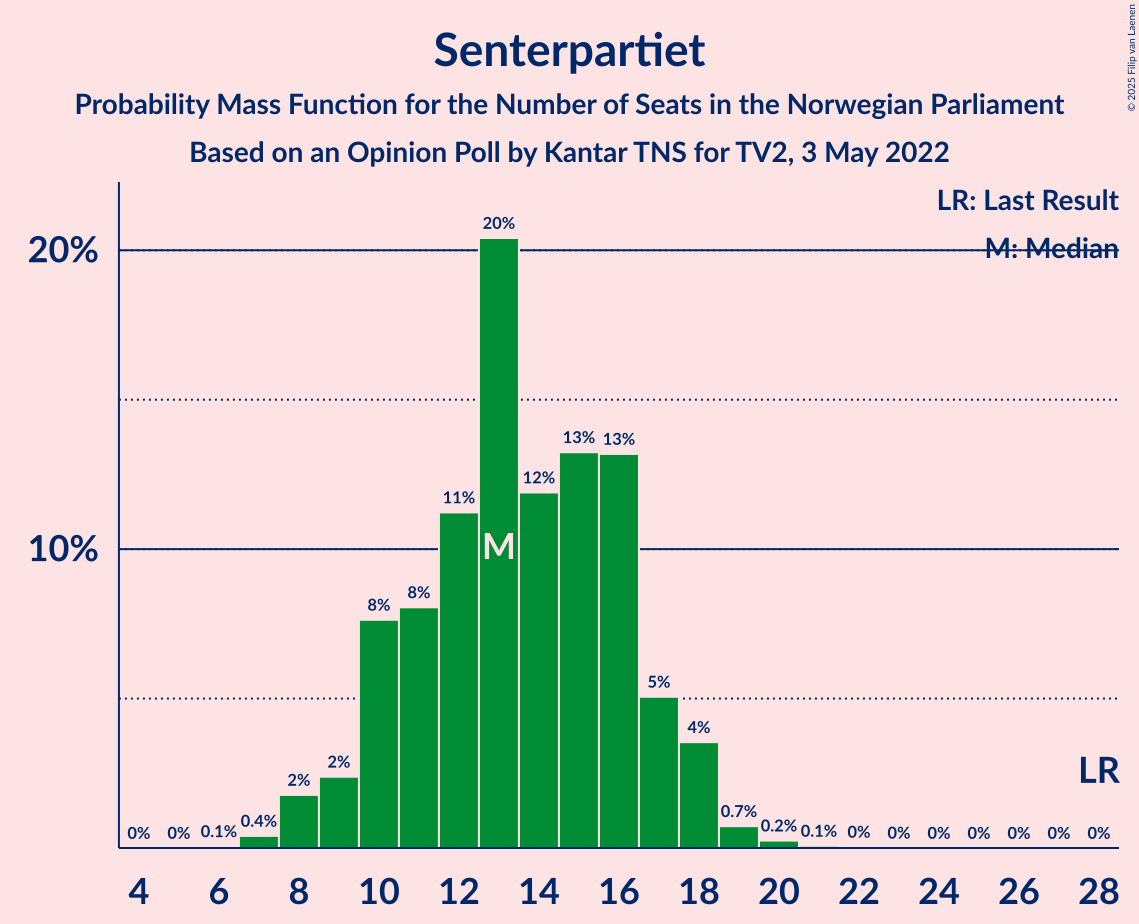 Senterpartiet
Probability Mass Function for the Number of Seats in the Norwegian Parliament
Based on an Opinion Poll by Kantar TNS for TV2, 3 May 2022
© 2025 Filip van Laenen
LR: Last Result
M: Median
20%
10%
0% 0% 0.1% 0.4% 2% 2% 8% 8% 11% 20% 12% 13% 13% 5% 4% 0.7% 0.2% 0.1% 0% 0% 0% 0% 0% 0% 0%
M
LR
4 6 8 10 12 14 16 18 20 22 24 26 28